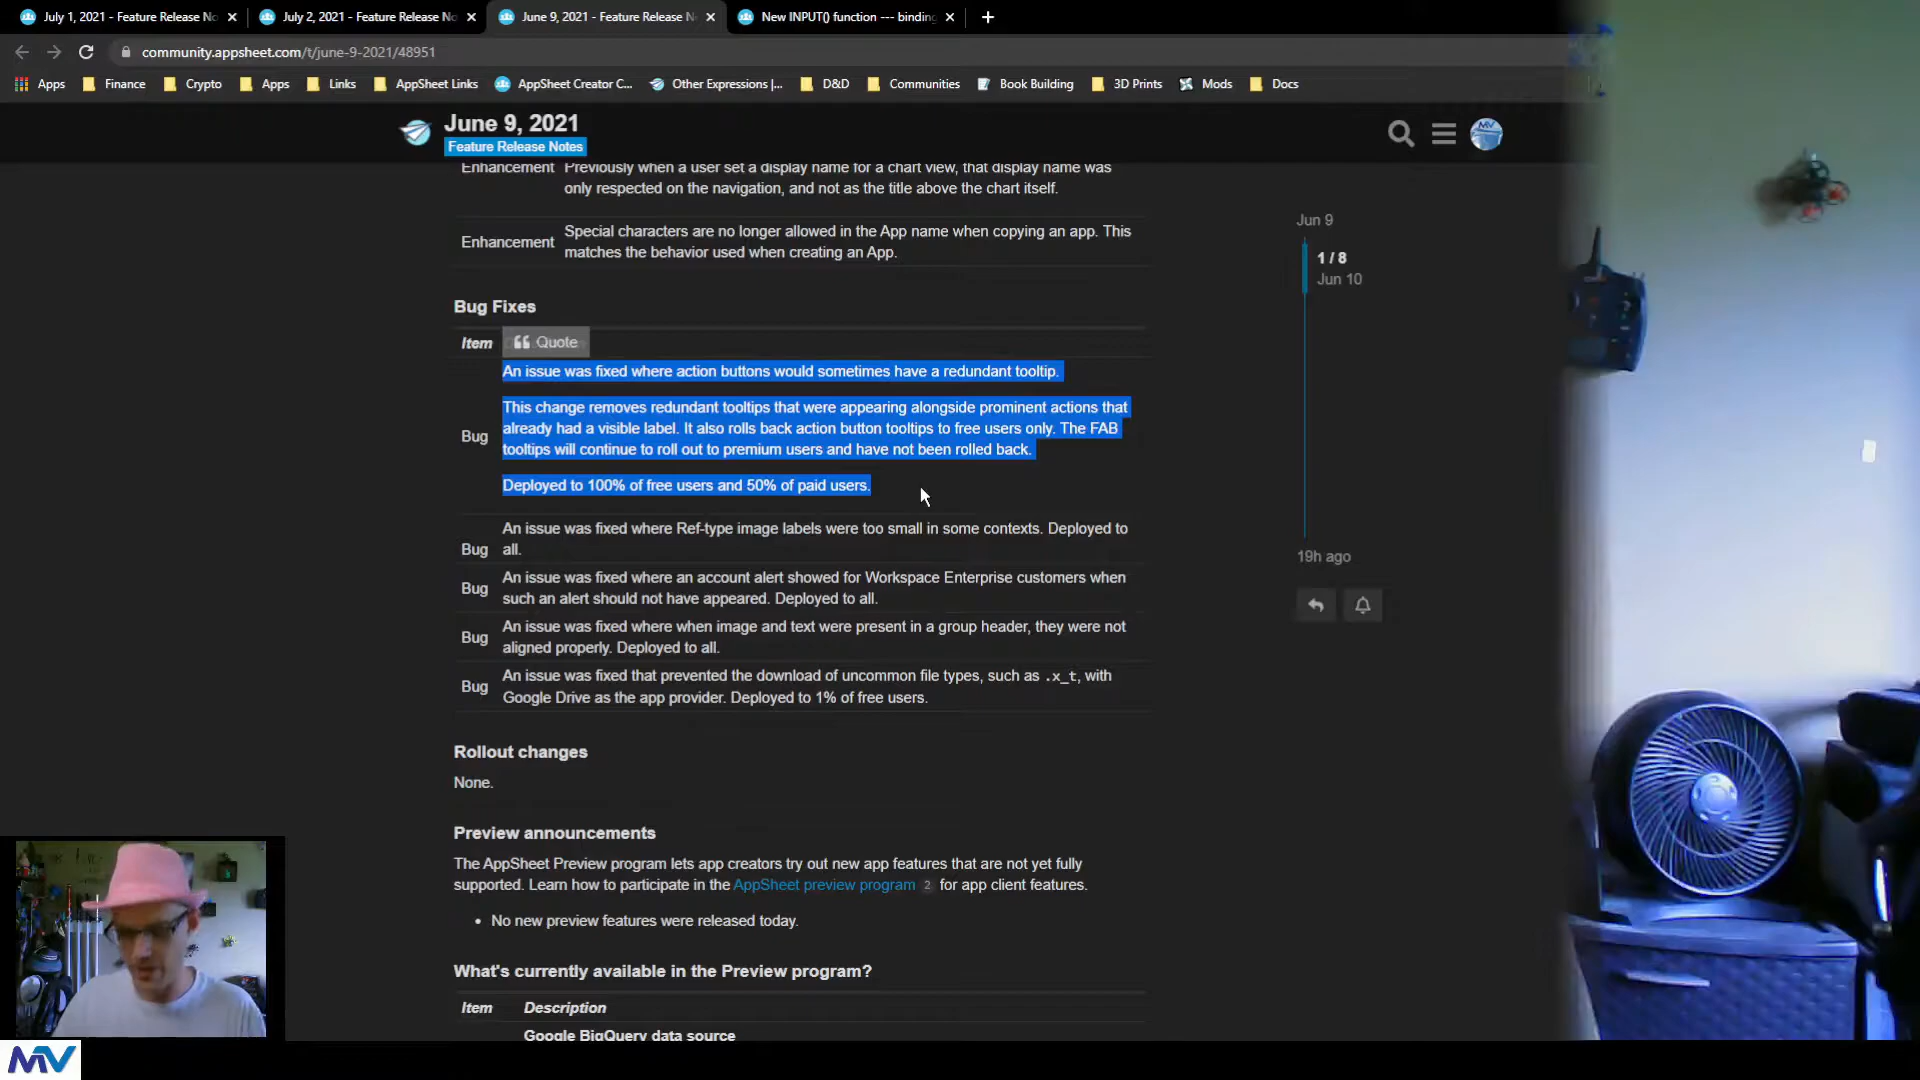 July 1, 2021 - Feature Release No
July 2, 2021 - Feature Release No
June 9, 2021 - Feature Release N
New INPUT() function --- binding
community.appsheet.com/t/june-9-2021/48951
Apps
Finance
Crypto
Apps
Links
AppSheet Links
AppSheet Creator C...
Other Expressions |...
D&D
Communities
Book Building
3D Prints
Mods
Docs
June 9, 2021
Feature Release Notes
Enhancement
Previously when a user set a display name for a chart view, that display name was
only respected on the navigation, and not as the title above the chart itself.
Enhancement
Special characters are no longer allowed in the App name when copying an app. This
matches the behavior used when creating an App.
Jun 9
1 / 8
Jun 10
19h ago
Bug Fixes
Item
Quote
An issue was fixed where action buttons would sometimes have a redundant tooltip.
This change removes redundant tooltips that were appearing alongside prominent actions that
Bug
already had a visible label. It also rolls back action button tooltips to free users only. The FAB
tooltips will continue to roll out to premium users and have not been rolled back.
Deployed to 100% of free users and 50% of paid users.
Bug
An issue was fixed where Ref-type image labels were too small in some contexts. Deployed to
all.
Bug
An issue was fixed where an account alert showed for Workspace Enterprise customers when
such an alert should not have appeared. Deployed to all.
Bug
An issue was fixed where when image and text were present in a group header, they were not
aligned properly. Deployed to all.
Bug
An issue was fixed that prevented the download of uncommon file types, such as .x_t, with
Google Drive as the app provider. Deployed to 1% of free users.
Rollout changes
None.
Preview announcements
The AppSheet Preview program lets app creators try out new app features that are not yet fully
supported. Learn how to participate in the AppSheet preview program 2 for app client features.
• No new preview features were released today.
What's currently available in the Preview program?
Item
Description
Google BigQuery data source
MV